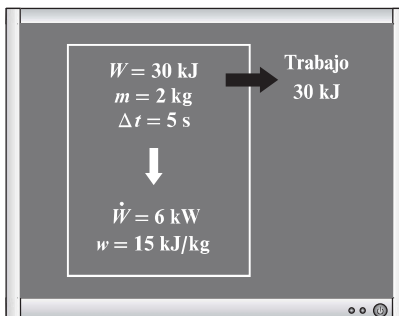 W = 30 kJ
m = 2 kg
Δt = 5 s
Ẇ = 6 kW
w = 15 kJ/kg
Trabajo
30 kJ